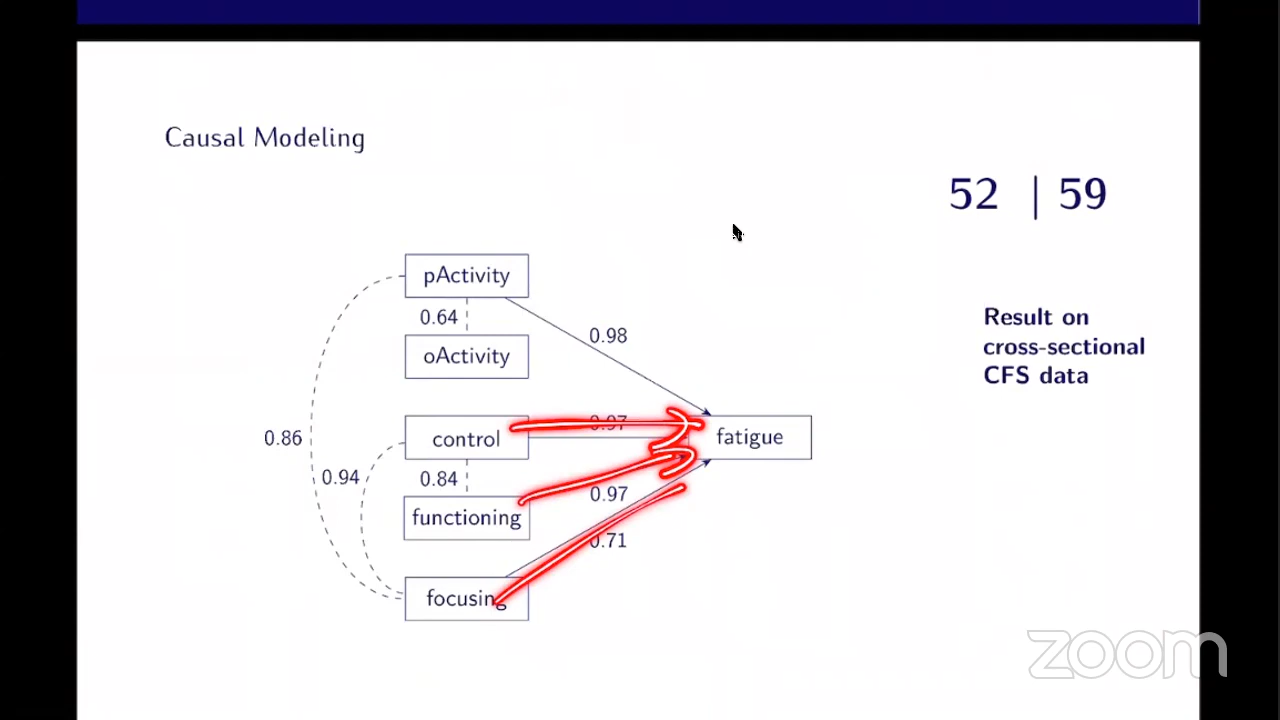 Causal Modeling
52 | 59
pActivity
0.64
0.98
oActivity
Result on
cross-sectional
CFS data
0.97
control
fatigue
0.86
0.94
0.84
0.97
functioning
0.71
focusing
zoom